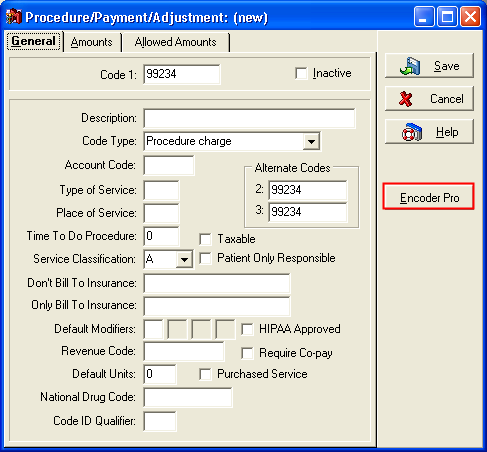 Procedure/Payment/Adjustment: (new)
General Amounts Allowed Amounts
Code 1: 99234 Inactive
Save
Cancel
Help
Encoder Pro
Description:
Code Type: Procedure charge
Account Code:
Alternate Codes
Type of Service: 2: 99234
Place of Service: 3: 99234
Time To Do Procedure: 0 Taxable
Service Classification: A Patient Only Responsible
Don't Bill To Insurance:
Only Bill To Insurance:
Default Modifiers: HIPAA Approved
Revenue Code: Require Co-pay
Default Units: 0 Purchased Service
National Drug Code:
Code ID Qualifier: